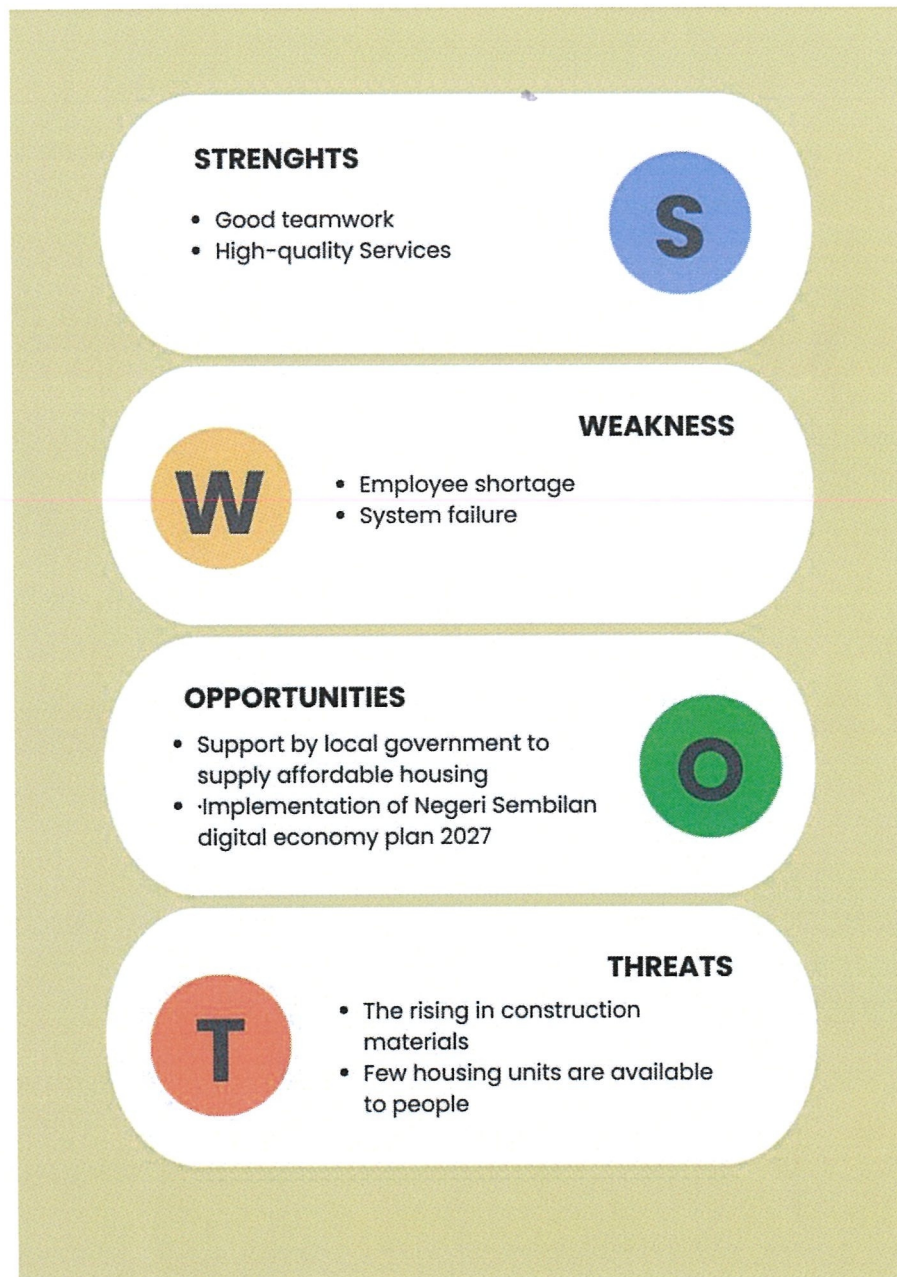 STRENGHTS
• Good teamwork
• High-quality Services
S
WEAKNESS
W
• Employee shortage
• System failure
OPPORTUNITIES
• Support by local government to
supply affordable housing
• ·Implementation of Negeri Sembilan
digital economy plan 2027
O
THREATS
T
• The rising in construction
materials
• Few housing units are available
to people